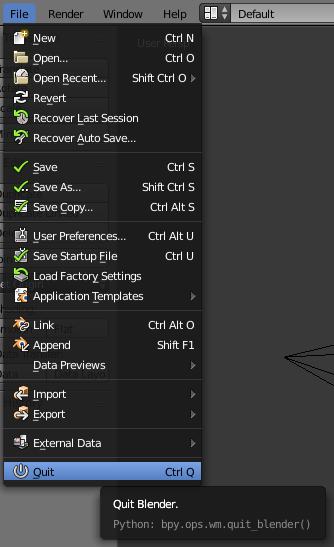 File Render Window Help Default
User Persp
New Ctrl N
Open... Ctrl O
Open Recent... Shift Ctrl O
Revert
Recover Last Session
Recover Auto Save...
Save Ctrl S
Save As... Shift Ctrl S
Save Copy... Ctrl Alt S
User Preferences... Ctrl Alt U
Save Startup File Ctrl U
Load Factory Settings
Application Templates
Link Ctrl Alt O
Append Shift F1
Data Previews
Import
Export
External Data
Quit Ctrl Q
Quit Blender.
Python: bpy.ops.wm.quit_blender()